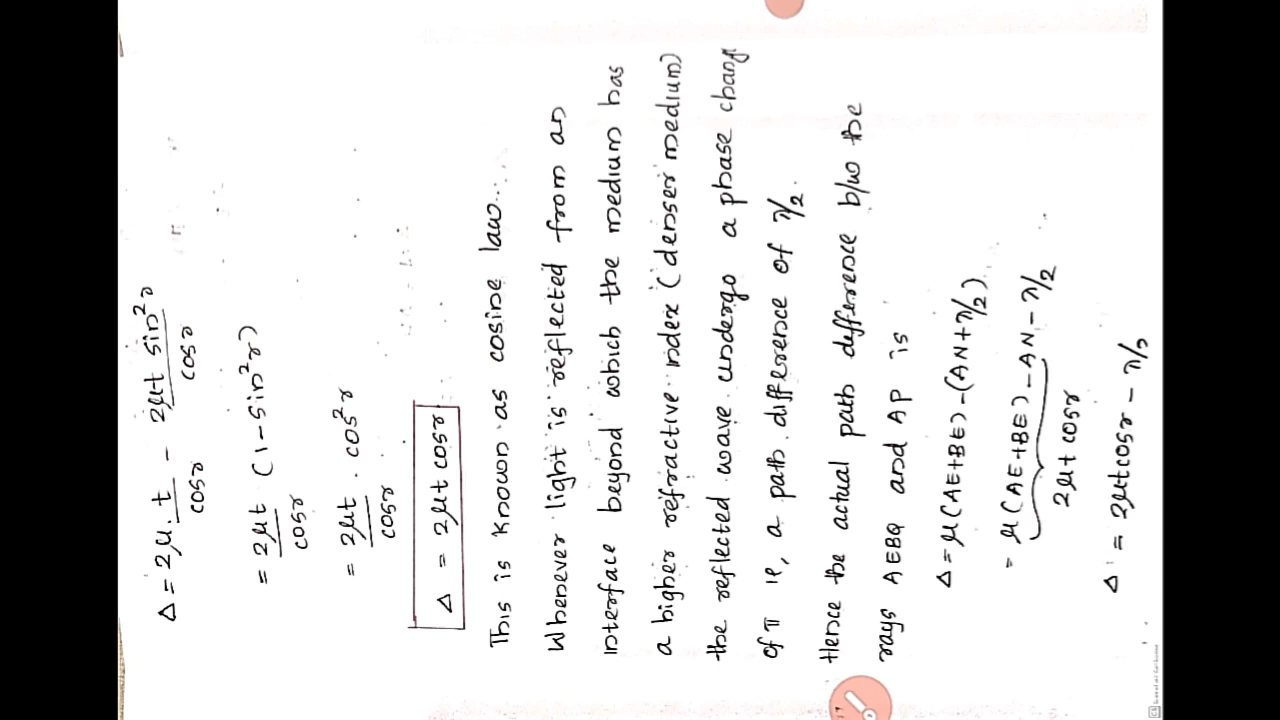 Δ = 2μ. t/cosr - 2μt sin²r/cosr
= 2μt/cosr (1 - sin²r)
= 2μt/cosr . cos²r
Δ = 2μt cosr
This is known as cosine law...
Whenever light is reflected from an
interface beyond which the medium has
a higher refractive index (denser medium)
the reflected wave undergo a phase chang
of π ie, a path difference of λ/2.
Hence the actual path difference b/w the
rays AEBQ and AP is
Δ = μ(AE+BE) - (AN + λ/2)
= μ(AE+BE) - AN - λ/2
2μt cosr
Δ = 2μt cosr - λ/2